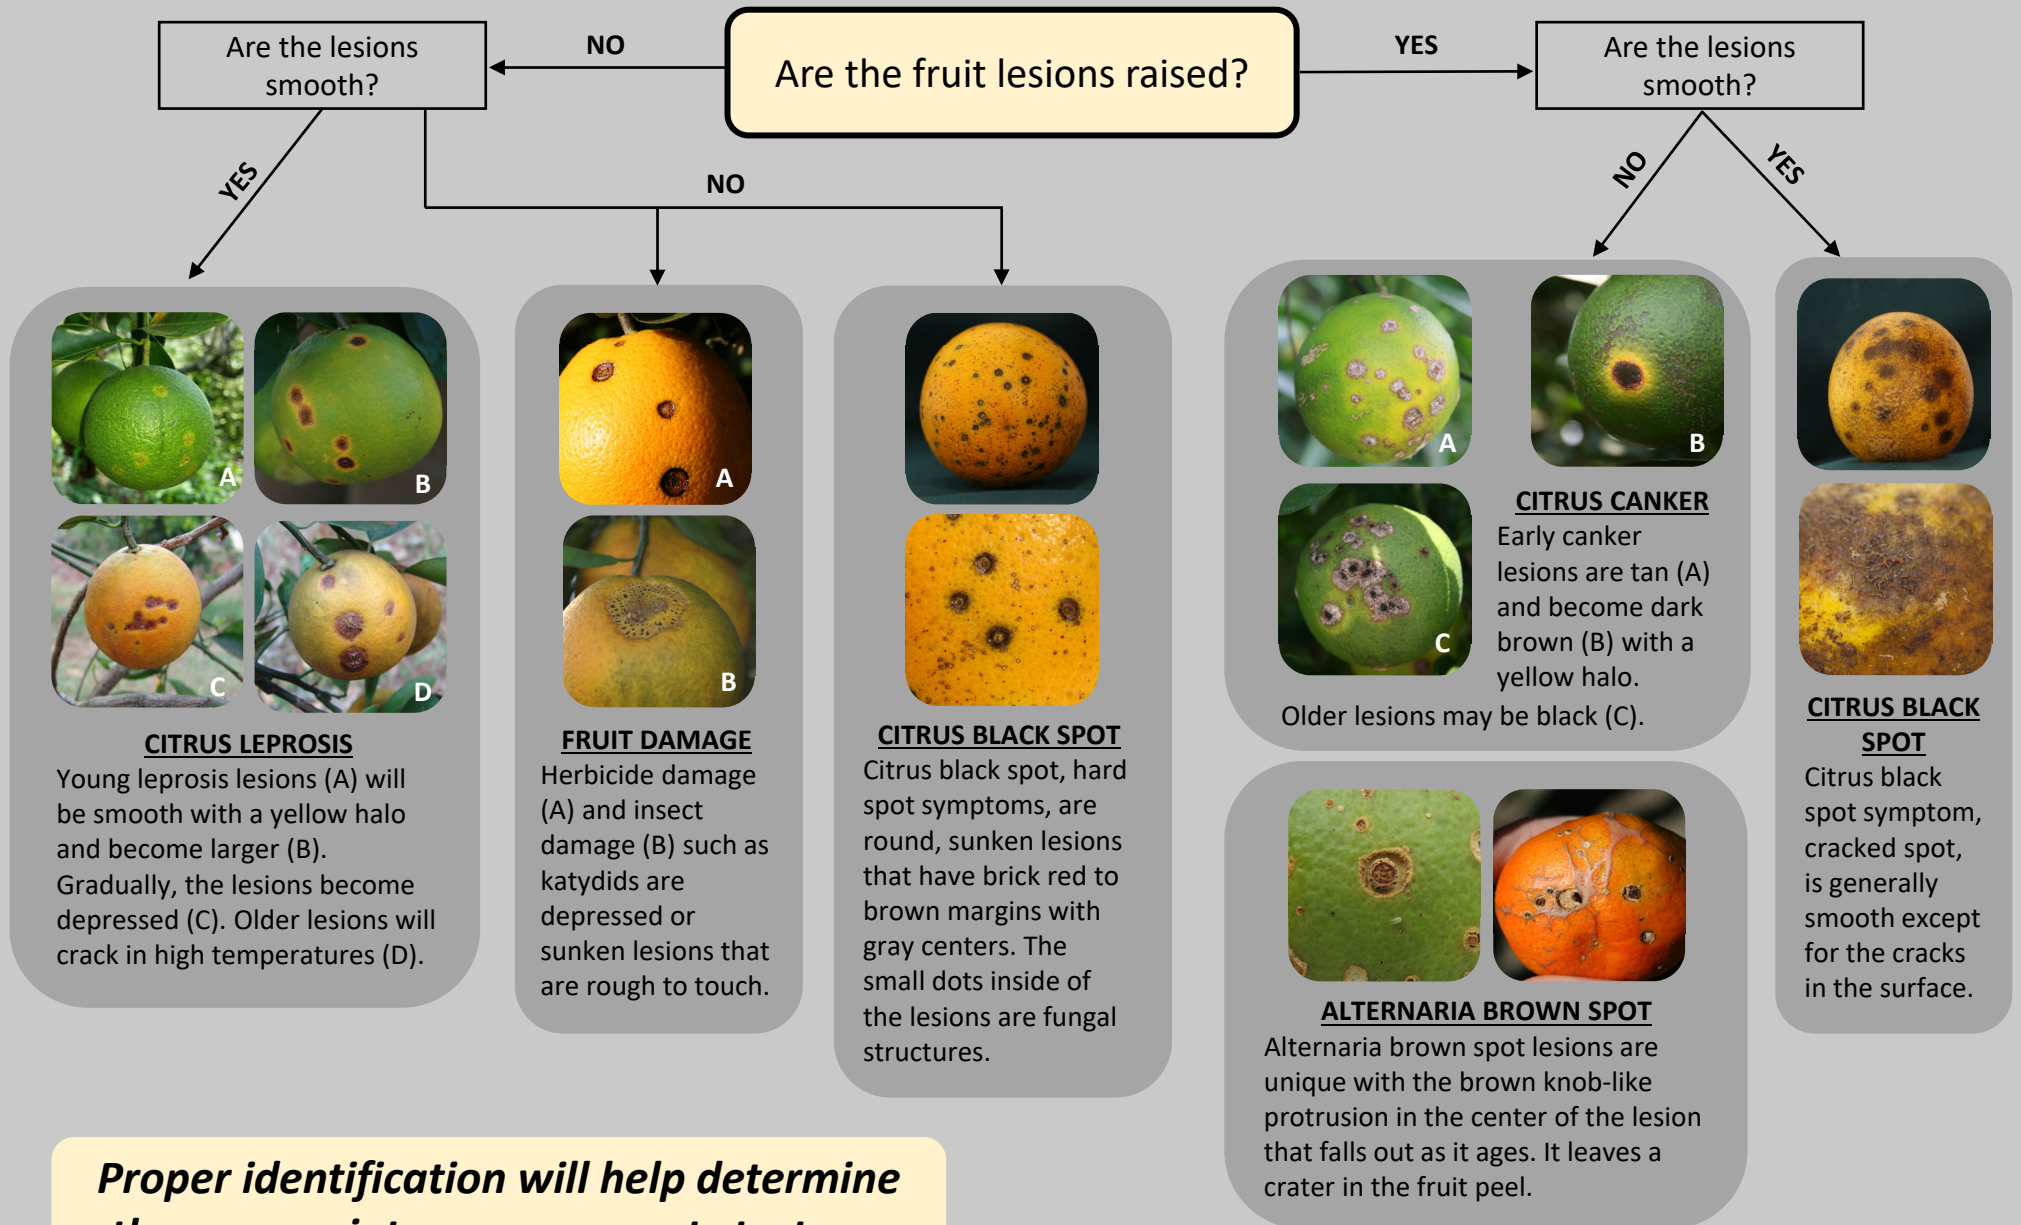 Are the fruit lesions raised?
NO
YES
Are the lesions
smooth?
YES
NO
Are the lesions
smooth?
NO
YES
A
B
C
D
CITRUS LEPROSIS
Young leprosis lesions (A) will
be smooth with a yellow halo
and become larger (B).
Gradually, the lesions become
depressed (C). Older lesions will
crack in high temperatures (D).
A
B
FRUIT DAMAGE
Herbicide damage
(A) and insect
damage (B) such as
katydids are
depressed or
sunken lesions that
are rough to touch.
CITRUS BLACK SPOT
Citrus black spot, hard
spot symptoms, are
round, sunken lesions
that have brick red to
brown margins with
gray centers. The
small dots inside of
the lesions are fungal
structures.
A
B
C
CITRUS CANKER
Early canker
lesions are tan (A)
and become dark
brown (B) with a
yellow halo.
Older lesions may be black (C).
ALTERNARIA BROWN SPOT
Alternaria brown spot lesions are
unique with the brown knob-like
protrusion in the center of the lesion
that falls out as it ages. It leaves a
crater in the fruit peel.
CITRUS BLACK
SPOT
Citrus black
spot symptom,
cracked spot,
is generally
smooth except
for the cracks
in the surface.
Proper identification will help determine